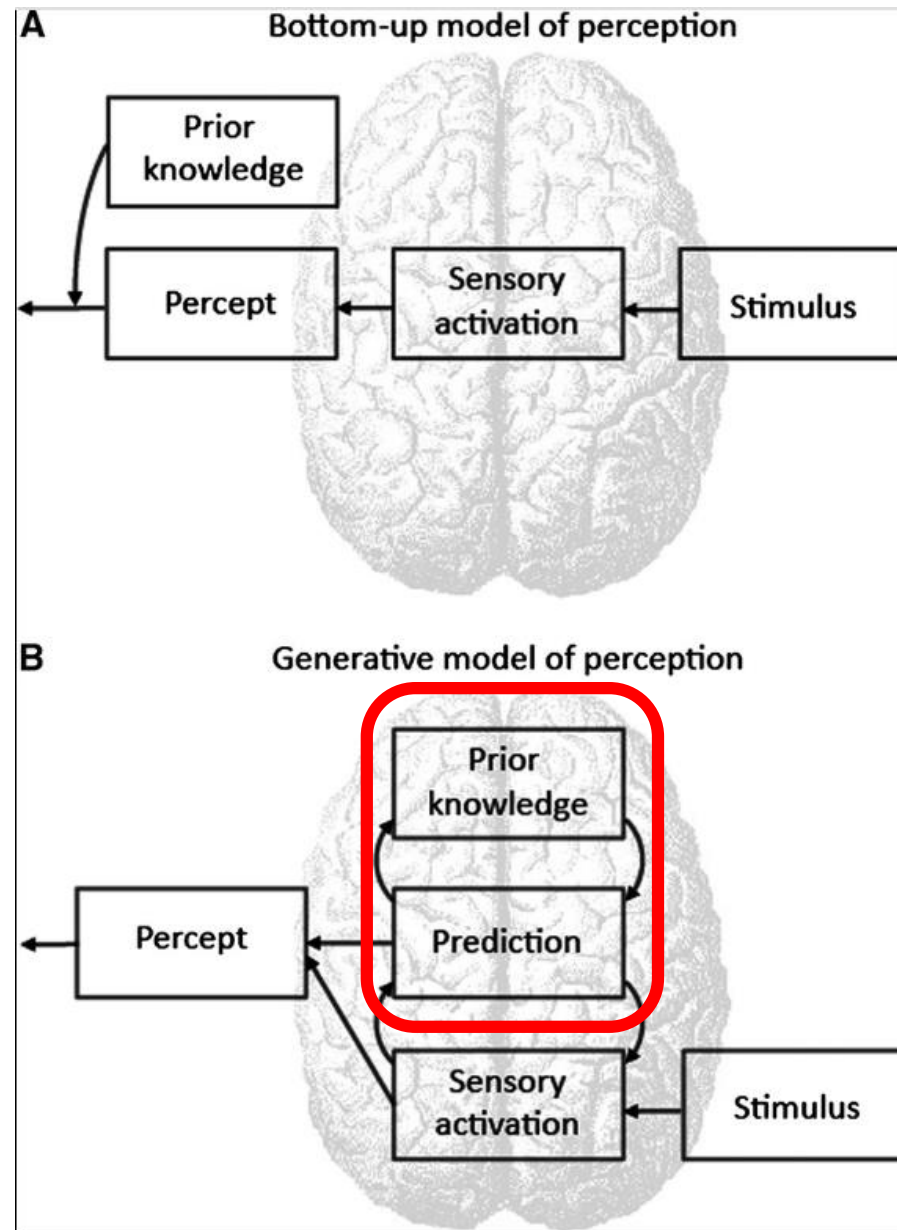 A
Bottom-up model of perception
Prior
knowledge
Percept
Sensory
activation
Stimulus
B
Generative model of perception
Prior
knowledge
Percept
Prediction
Sensory
activation
Stimulus